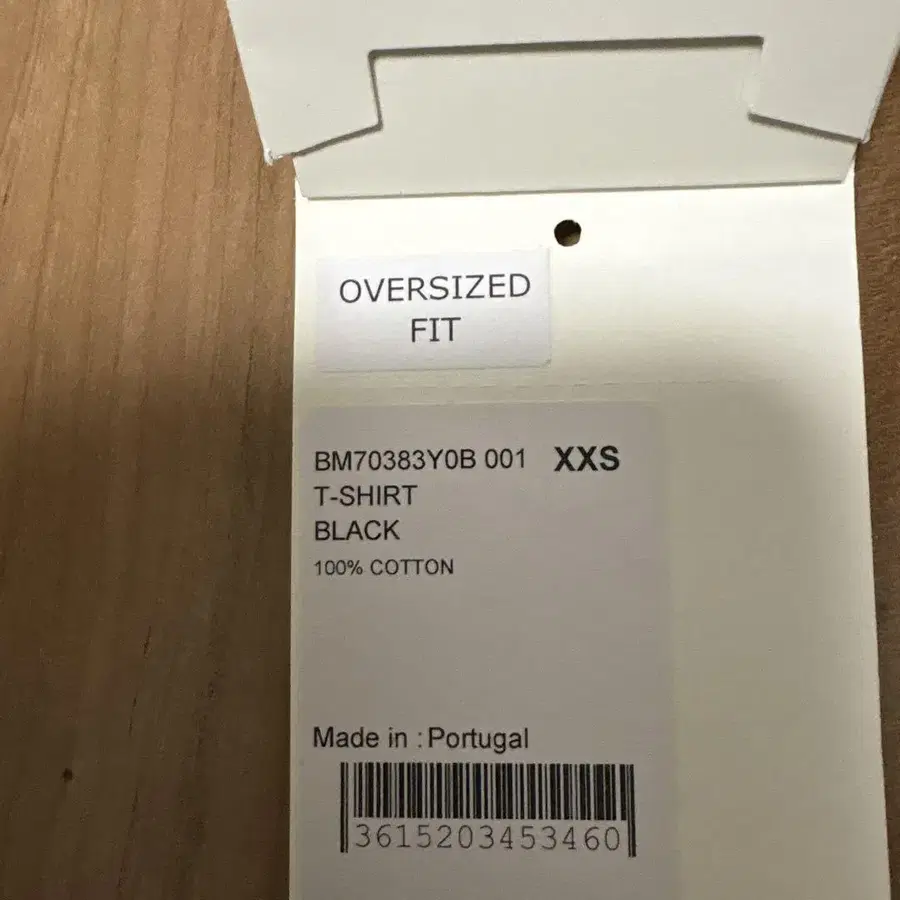 OVERSIZED
FIT
BM70383Y0B 001 XXS
T-SHIRT
BLACK
100% COTTON
Made in : Portugal
3615203453460